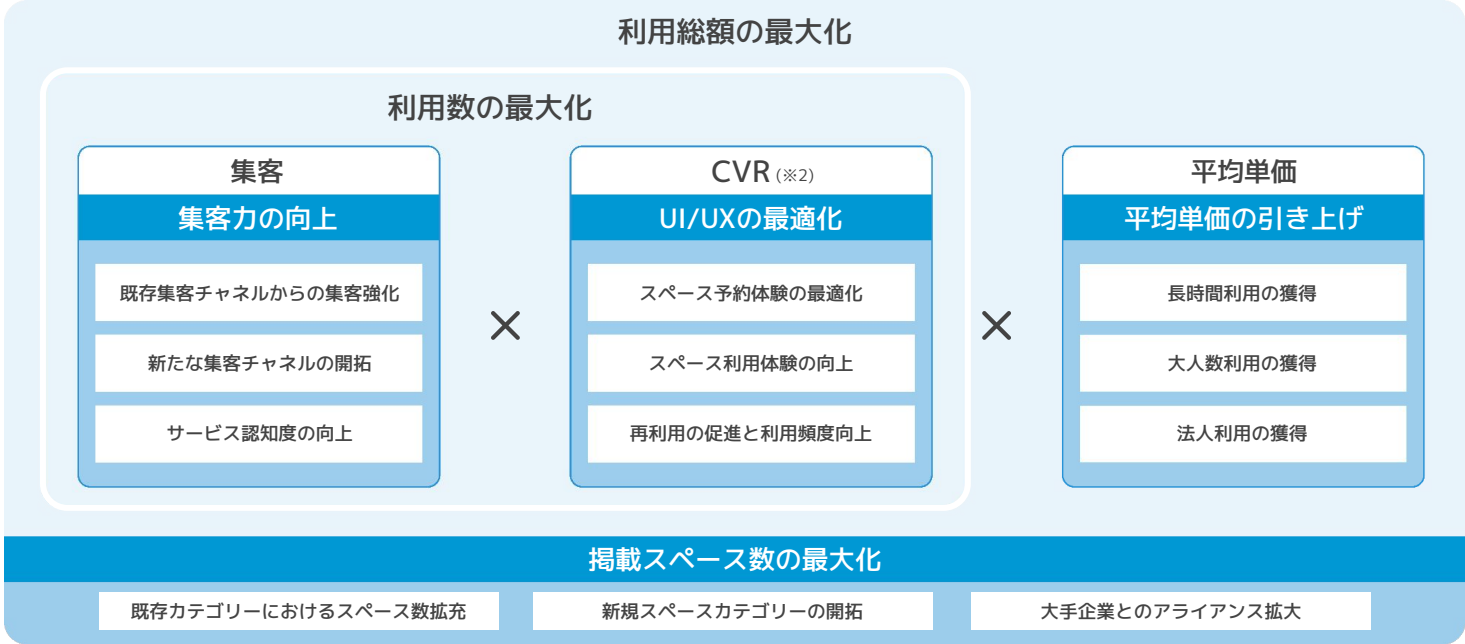 利用総額の最大化
利用数の最大化
集客
集客力の向上
既存集客チャネルからの集客強化
新たな集客チャネルの開拓
サービス認知度の向上
×
CVR(※2)
UI/UXの最適化
スペース予約体験の最適化
スペース利用体験の向上
再利用の促進と利用頻度向上
×
平均単価
平均単価の引き上げ
長時間利用の獲得
大人数利用の獲得
法人利用の獲得
掲載スペース数の最大化
既存カテゴリーにおけるスペース数拡充
新規スペースカテゴリーの開拓
大手企業とのアライアンス拡大